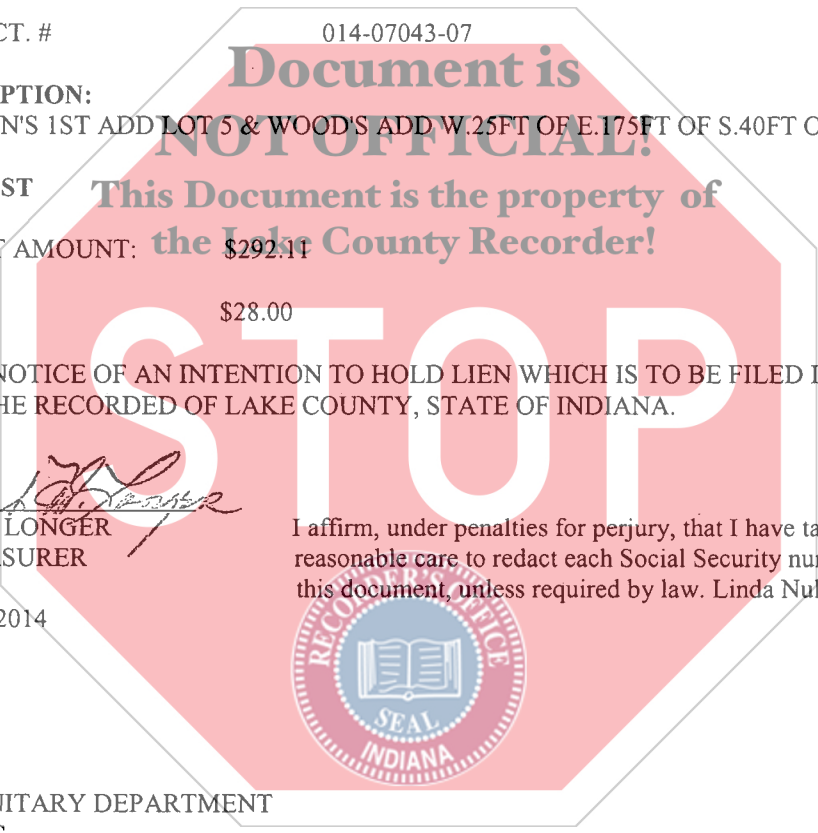 CT. # 014-07043-07
Document is
PTION:
N'S 1ST ADD LOT 5 & WOOD'S ADD W.25FT OF E.175FT OF S.40FT O
NOT OFFICIAL!
ST
This Document is the property of
T AMOUNT: $292.11
the Lake County Recorder!
$28.00
STOP
NOTICE OF AN INTENTION TO HOLD LIEN WHICH IS TO BE FILED I
HE RECORDED OF LAKE COUNTY, STATE OF INDIANA.
LONGER
SURER
I affirm, under penalties for perjury, that I have ta
reasonable care to redact each Social Security nu
this document, unless required by law. Linda Nul
2014
RECORDER'S OFFICE
SEAL
INDIANA
NITARY DEPARTMENT